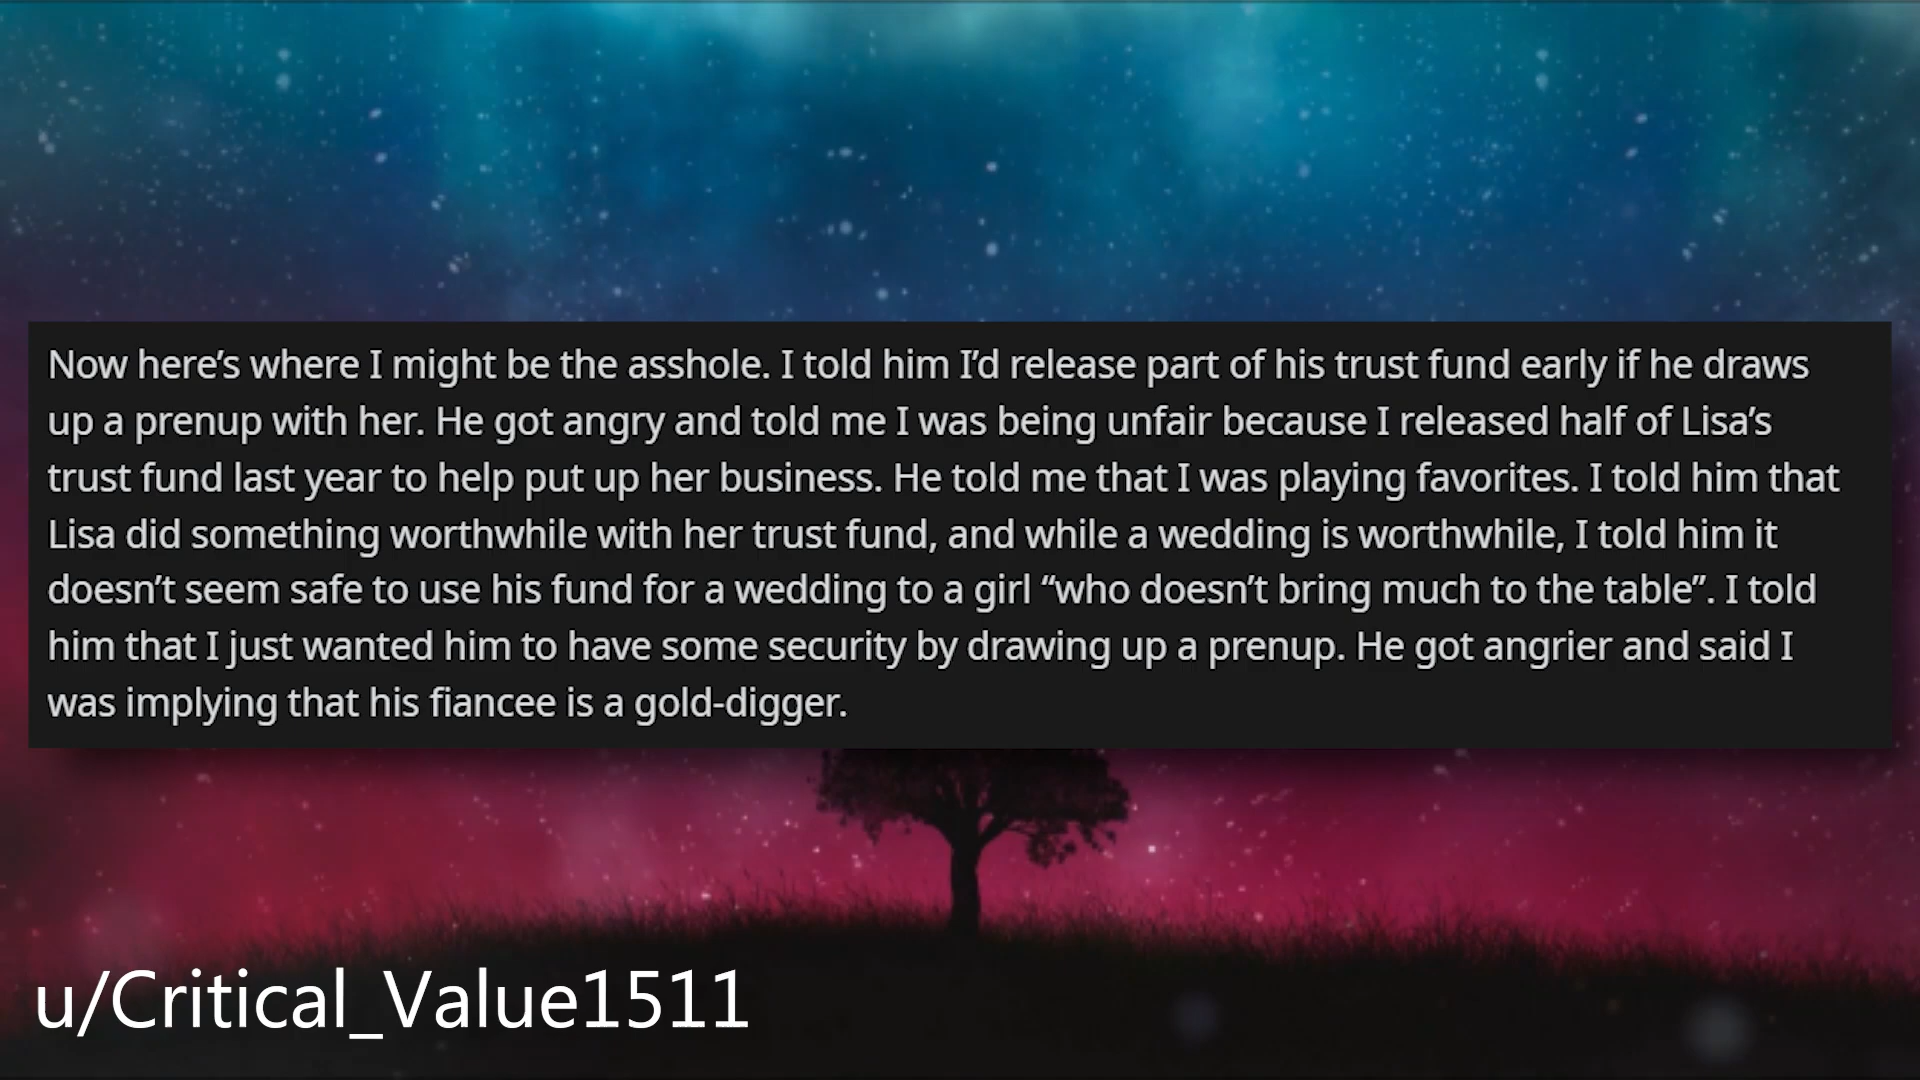 Now here’s where I might be the asshole. I told him I’d release part of his trust fund early if he draws
up a prenup with her. He got angry and told me I was being unfair because I released half of Lisa’s
trust fund last year to help put up her business. He told me that I was playing favorites. I told him that
Lisa did something worthwhile with her trust fund, and while a wedding is worthwhile, I told him it
doesn’t seem safe to use his fund for a wedding to a girl “who doesn’t bring much to the table”. I told
him that I just wanted him to have some security by drawing up a prenup. He got angrier and said I
was implying that his fiancee is a gold-digger.
u/Critical_Value1511